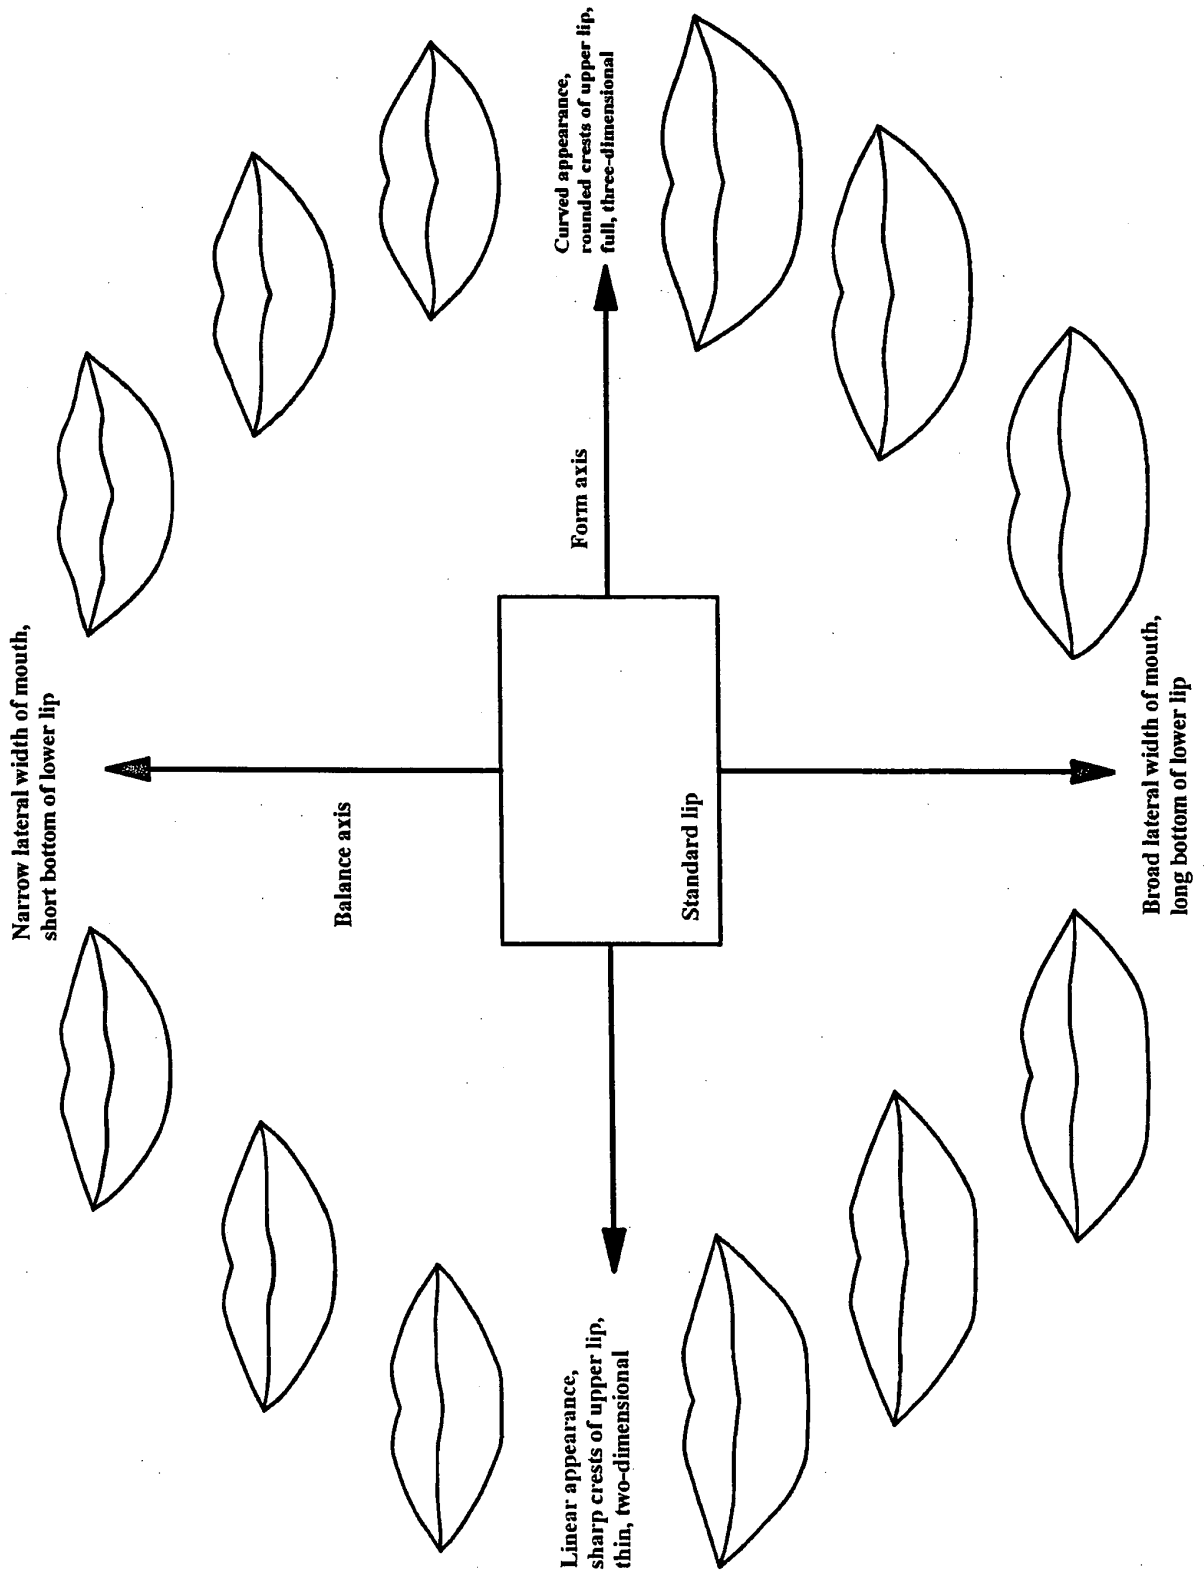 Narrow lateral width of mouth,
short bottom of lower lip
Balance axis
Linear appearance,
sharp crests of upper lip,
thin, two-dimensional
Standard lip
Form axis
Curved appearance,
rounded crests of upper lip,
full, three-dimensional
Broad lateral width of mouth,
long bottom of lower lip